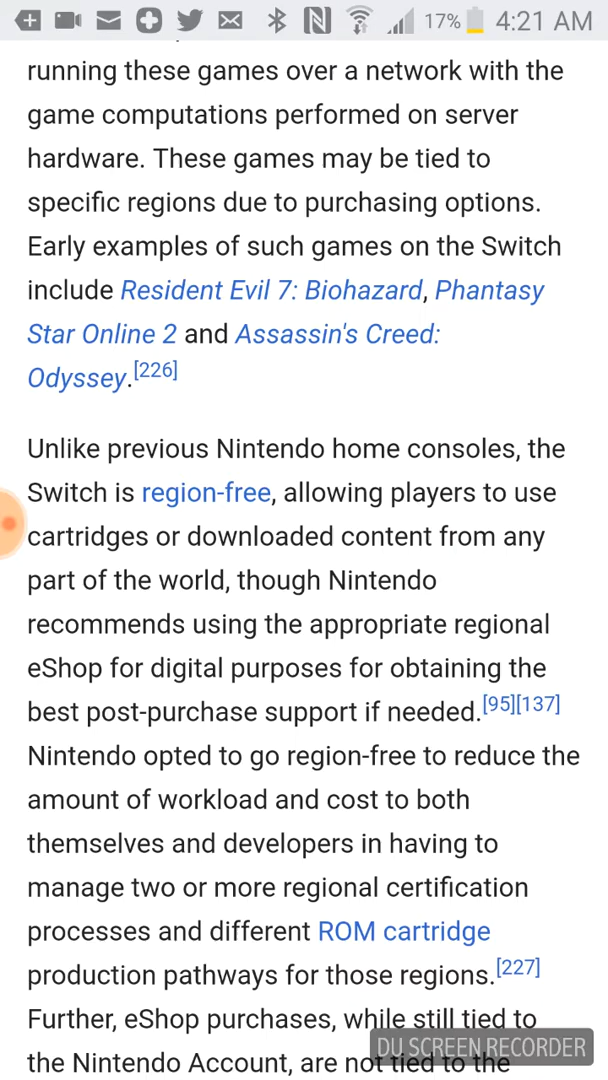 17% 4:21 AM
running these games over a network with the
game computations performed on server
hardware. These games may be tied to
specific regions due to purchasing options.
Early examples of such games on the Switch
include Resident Evil 7: Biohazard, Phantasy
Star Online 2 and Assassin's Creed:
Odyssey.[226]
Unlike previous Nintendo home consoles, the
Switch is region-free, allowing players to use
cartridges or downloaded content from any
part of the world, though Nintendo
recommends using the appropriate regional
eShop for digital purposes for obtaining the
best post-purchase support if needed.[95][137]
Nintendo opted to go region-free to reduce the
amount of workload and cost to both
themselves and developers in having to
manage two or more regional certification
processes and different ROM cartridge
production pathways for those regions.[227]
Further, eShop purchases, while still tied to
DU SCREEN RECORDER
the Nintendo Account, are not tied to the